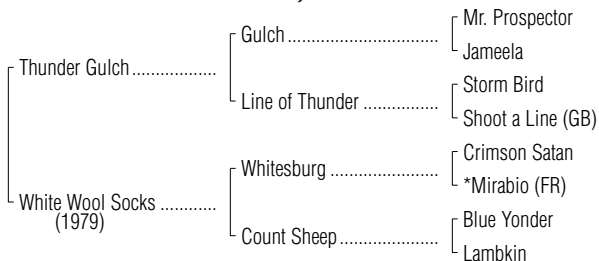 Mr. Prospector
Gulch
Jameela
Thunder Gulch
Storm Bird
Line of Thunder
Shoot a Line (GB)
Crimson Satan
Whitesburg
*Mirabio (FR)
White Wool Socks
(1979)
Blue Yonder
Count Sheep
Lambkin